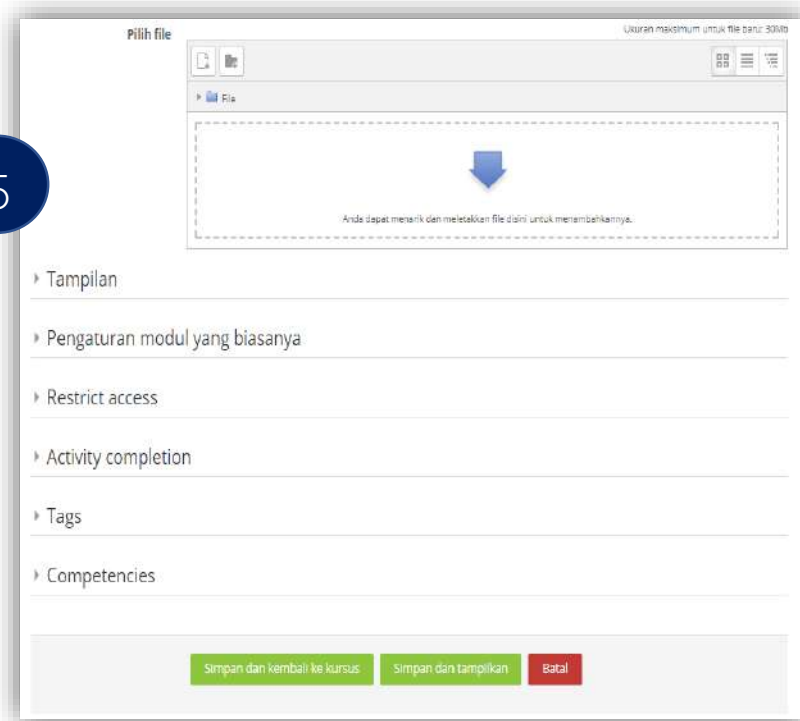 Pilih file
Ukuran maksimum untuk file baru: 30Mb
File
5
Anda dapat menarik dan meletakkan file disini untuk menambahkannya.
Tampilan
Pengaturan modul yang biasanya
Restrict access
Activity completion
Tags
Competencies
Simpan dan kembali ke kursus
Simpan dan tampilkan
Batal